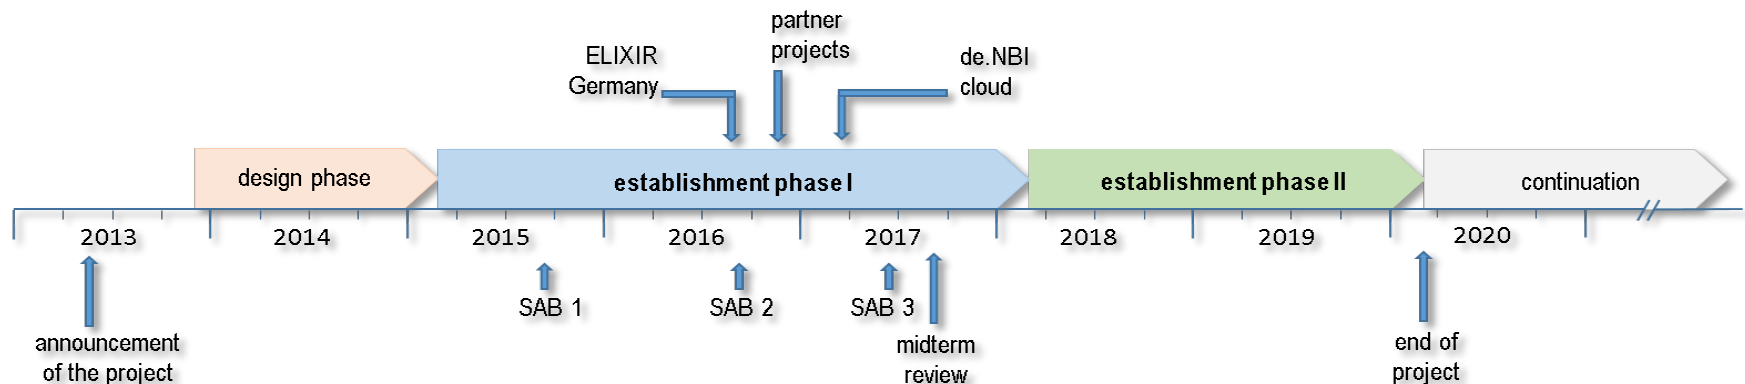 partner
projects
ELIXIR
Germany
de.NBI
cloud
design phase
establishment phase I
establishment phase II
continuation
2013
2014
2015
2016
2017
2018
2019
2020
SAB 1
SAB 2
SAB 3
announcement
of the project
midterm
review
end of
project